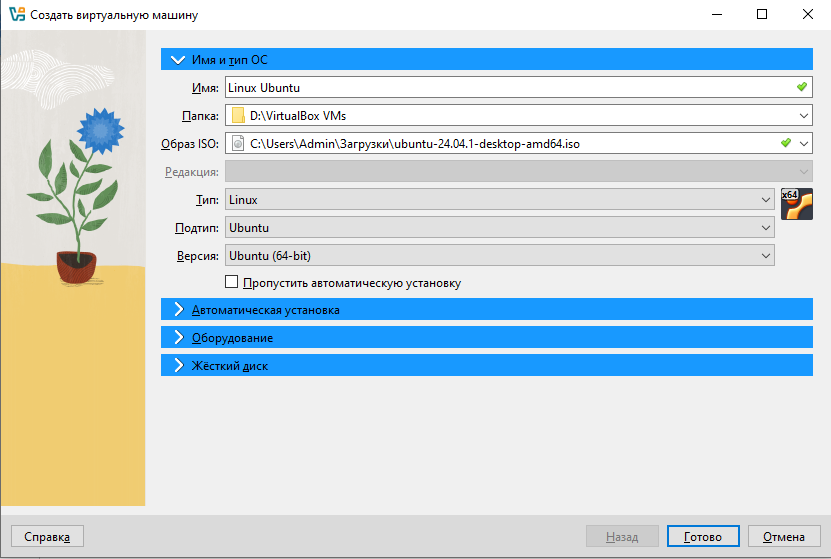 Создать виртуальную машину
Имя и тип ОС
Имя: Linux Ubuntu
Папка: D:\VirtualBox VMs
Образ ISO: C:\Users\Admin\Загрузки\ubuntu-24.04.1-desktop-amd64.iso
Редакция:
Тип: Linux
x64
Подтип: Ubuntu
Версия: Ubuntu (64-bit)
Пропустить автоматическую установку
Автоматическая установка
Оборудование
Жёсткий диск
Справка Назад Готово Отмена